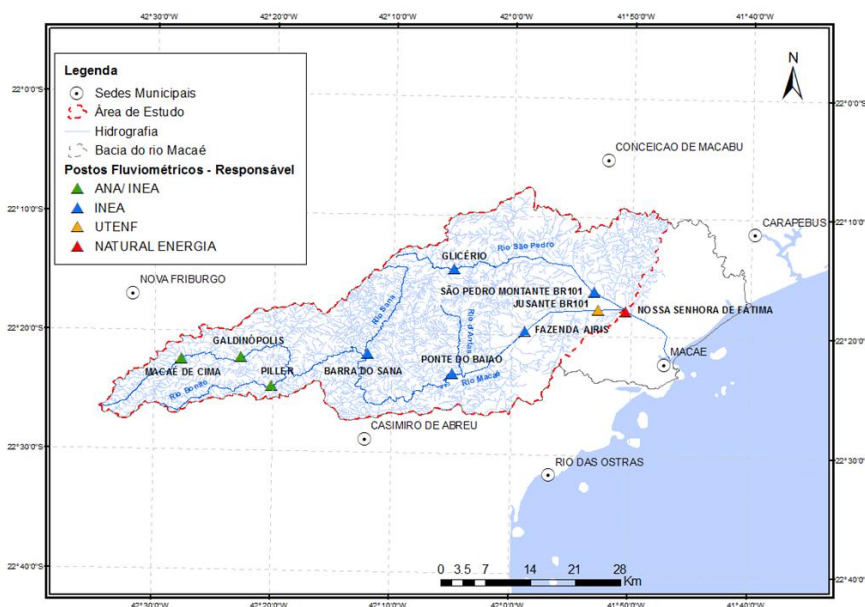 42°30'0"W 42°20'0"W 42°10'0"W 42°0'0"W 41°50'0"W 41°40'0"W
Legenda
Sedes Municipais
Área de Estudo
Hidrografia
Bacia do rio Macaé
Postos Fluviométricos - Responsável
ANA/ INEA
INEA
UTENF
NATURAL ENERGIA
N
22°0'0"S 22°0'0"S
CONCEICAO DE MACABU
22°10'0"S 22°10'0"S
CARAPEBUS
Rio São Pedro
GLICÉRIO
NOVA FRIBURGO
Rio Sana
SÃO PEDRO MONTANTE BR101
JUSANTE BR101
NOSSA SENHORA DE FÁTIMA
22°20'0"S 22°20'0"S
Rio d'Antas
FAZENDA AIRIS
GALDINÓPOLIS
MACAÉ DE CIMA
PILLER
BARRA DO SANA
PONTE DO BAIÃO
MACAE
Rio Bonito
Rio Macaé
CASIMIRO DE ABREU
22°30'0"S 22°30'0"S
RIO DAS OSTRAS
22°40'0"S 22°40'0"S
0 3.5 7 14 21 28
Km
42°30'0"W 42°20'0"W 42°10'0"W 42°0'0"W 41°50'0"W 41°40'0"W